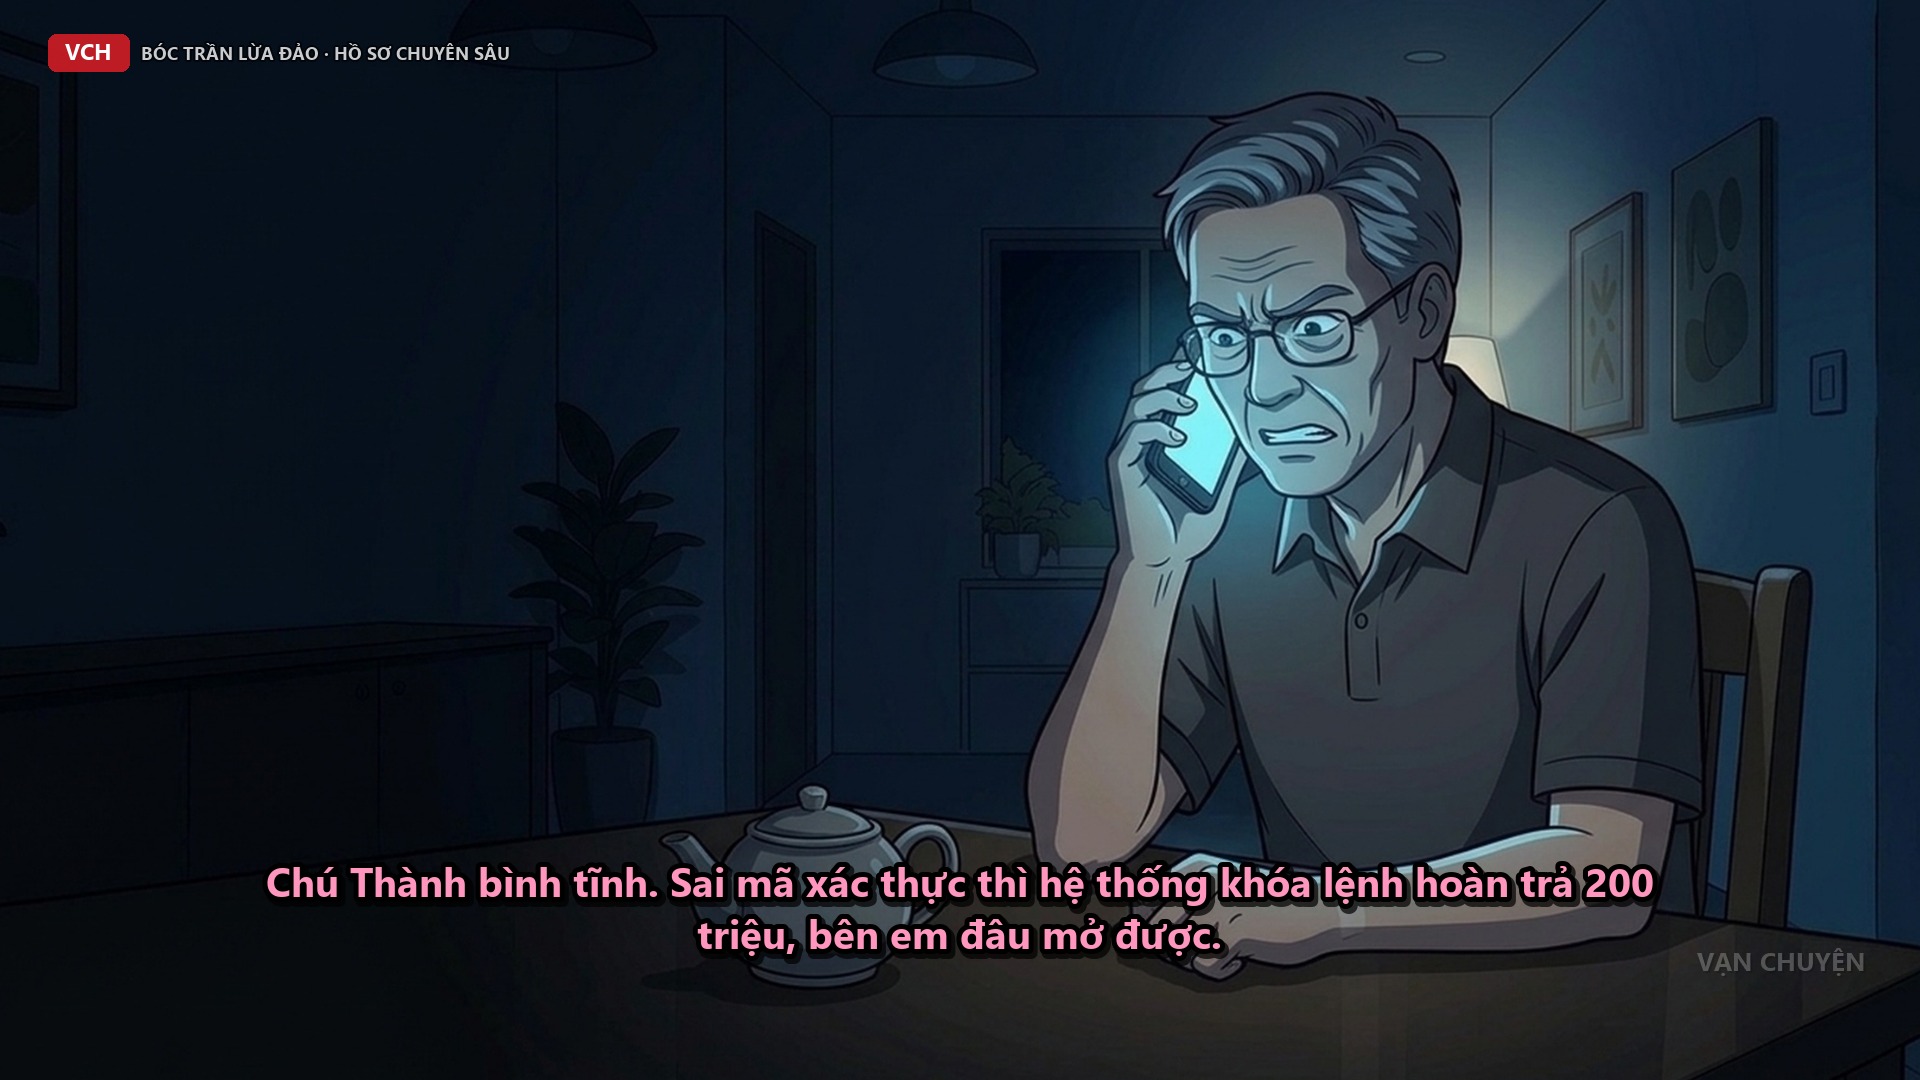 VCH BÓC TRẦN LỪA ĐẢO · HỒ SƠ CHUYÊN SÂU
Chú Thành bình tĩnh. Sai mã xác thực thì hệ thống khóa lệnh hoàn trả 200
triệu, bên em đâu mở được.
VẠN CHUYỆN